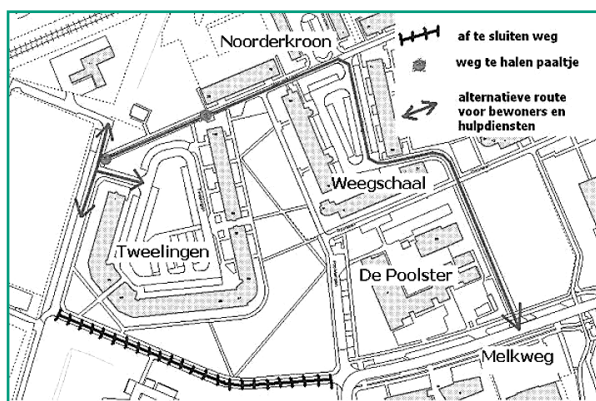 Noorderkroon
af te sluiten weg
weg te halen paaltje
alternatieve route
voor bewoners en
hulpdiensten
Weegschaal
Tweelingen
De Poolster
Melkweg